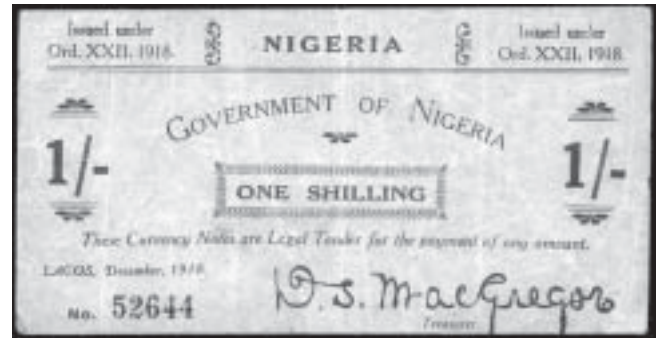 Issued under
Ord. XXII, 1918.
NIGERIA
Issued under
Ord. XXII, 1918
GOVERNMENT OF NIGERIA
1/-
1/-
ONE SHILLING
These Currency Notes are Legal Tender for the payment of any amount.
LAGOS, December, 1918.
No. 52644
D. S. MacGregor
Treasurer